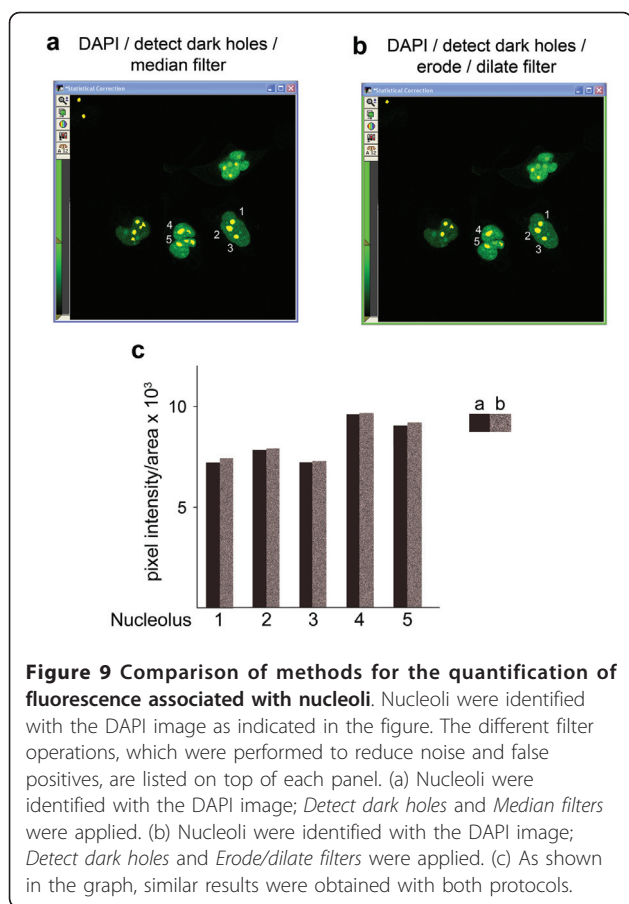 a DAPI / detect dark holes /
median filter
b DAPI / detect dark holes /
erode / dilate filter
Statistical Correction
Statistical Correction
1
2
3
4
5
1
2
3
4
5
c
pixel intensity/area x 10³
10
5
a b
Nucleolus 1 2 3 4 5
Figure 9 Comparison of methods for the quantification of
fluorescence associated with nucleoli. Nucleoli were identified
with the DAPI image as indicated in the figure. The different filter
operations, which were performed to reduce noise and false
positives, are listed on top of each panel. (a) Nucleoli were
identified with the DAPI image; Detect dark holes and Median filters
were applied. (b) Nucleoli were identified with the DAPI image;
Detect dark holes and Erode/dilate filters were applied. (c) As shown
in the graph, similar results were obtained with both protocols.